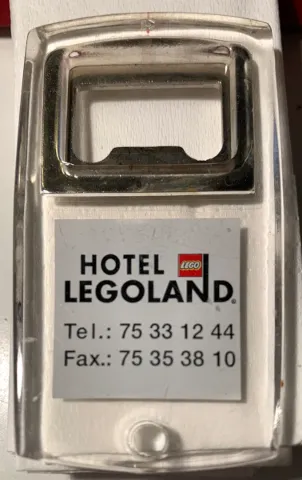 HOTEL LEGO
LEGOLAND®
Tel.: 75 33 12 44
Fax.: 75 35 38 10